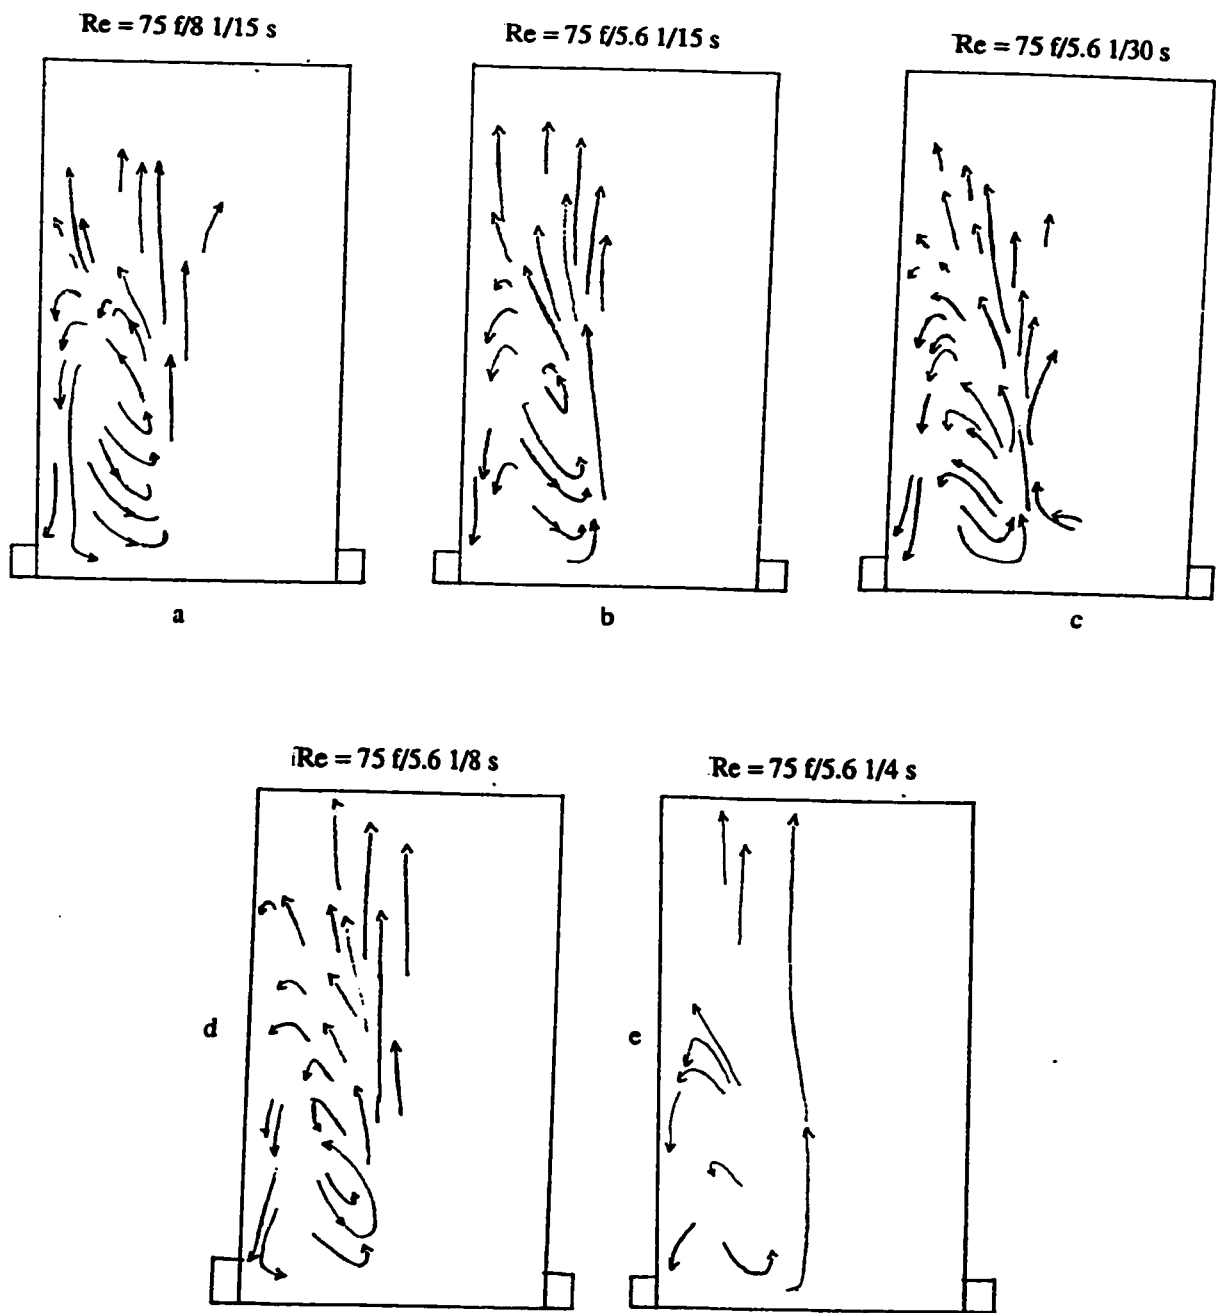 Re = 75 f/8 1/15 s
Re = 75 f/5.6 1/15 s
Re = 75 f/5.6 1/30 s
a
b
c
Re = 75 f/5.6 1/8 s
Re = 75 f/5.6 1/4 s
d
e